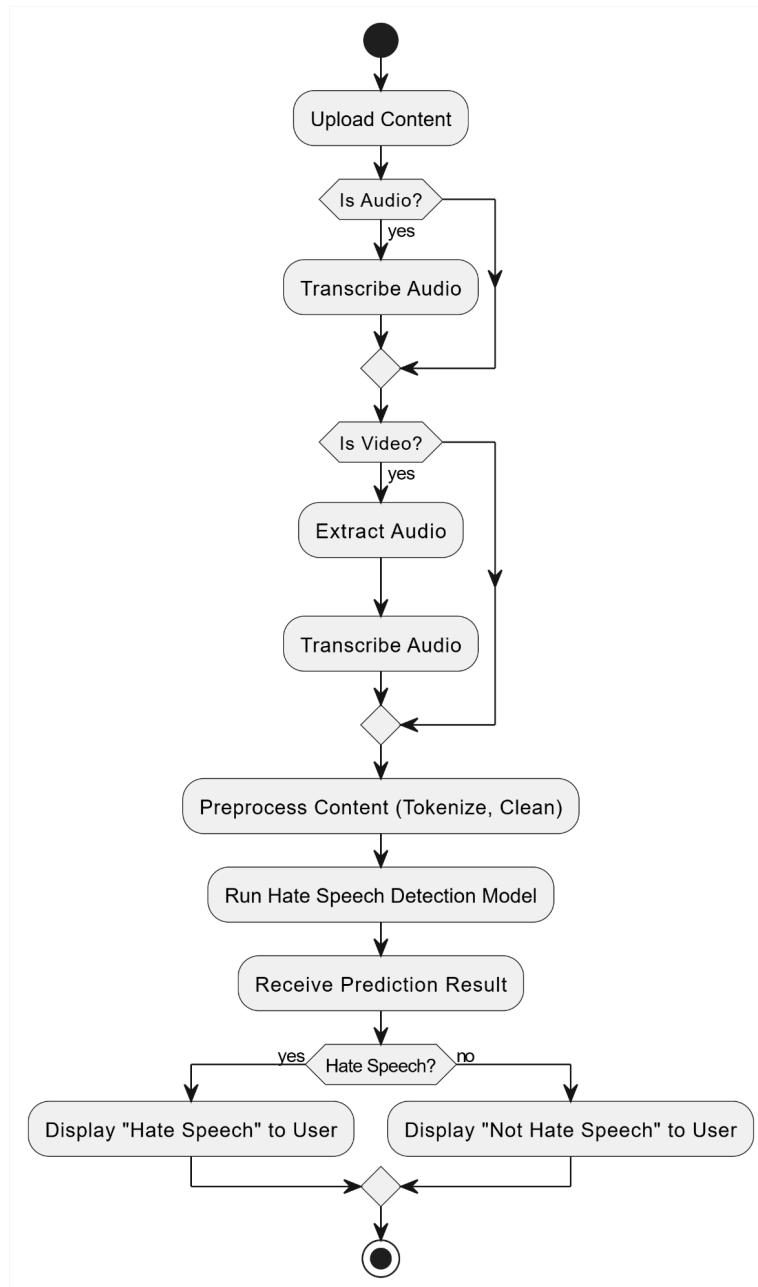 Upload Content
Is Audio?
yes
Transcribe Audio
Is Video?
yes
Extract Audio
Transcribe Audio
Preprocess Content (Tokenize, Clean)
Run Hate Speech Detection Model
Receive Prediction Result
yes
Hate Speech?
no
Display "Hate Speech" to User
Display "Not Hate Speech" to User